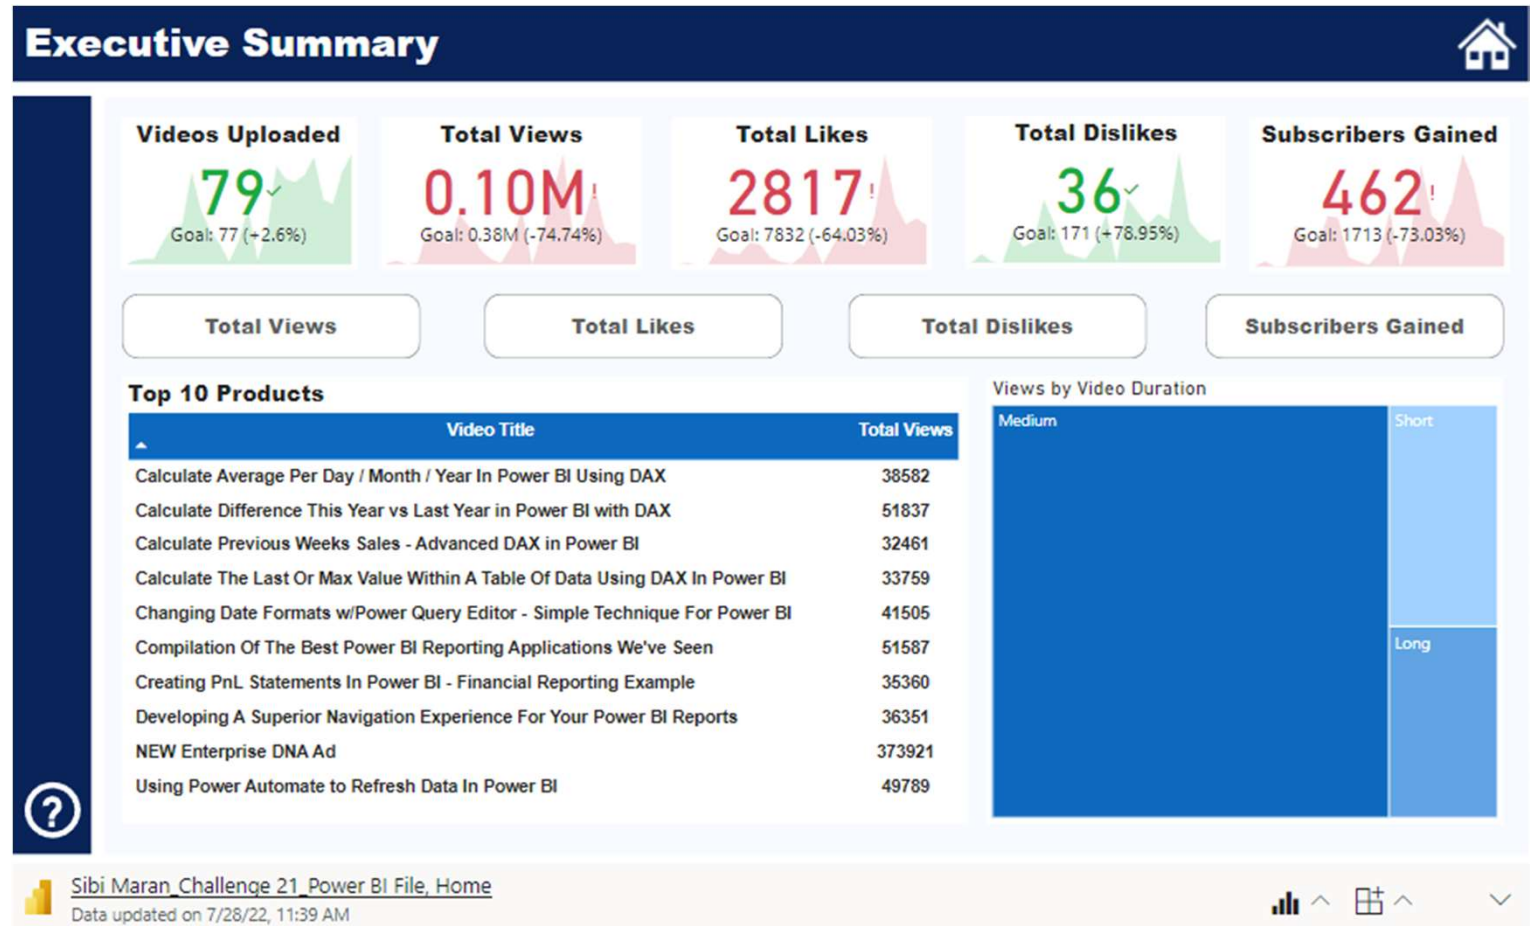 Executive Summary
Videos Uploaded
79
Goal: 77 (+2.6%)
Total Views
0.10M!
Goal: 0.38M (-74.74%)
Total Likes
2817!
Goal: 7832 (-64.03%)
Total Dislikes
36
Goal: 171 (+78.95%)
Subscribers Gained
462!
Goal: 1713 (-73.03%)
Total Views
Total Likes
Total Dislikes
Subscribers Gained
Top 10 Products
Video Title Total Views
Calculate Average Per Day / Month / Year In Power BI Using DAX 38582
Calculate Difference This Year vs Last Year in Power BI with DAX 51837
Calculate Previous Weeks Sales - Advanced DAX in Power BI 32461
Calculate The Last Or Max Value Within A Table Of Data Using DAX In Power BI 33759
Changing Date Formats w/Power Query Editor - Simple Technique For Power BI 41505
Compilation Of The Best Power BI Reporting Applications We've Seen 51587
Creating PnL Statements In Power BI - Financial Reporting Example 35360
Developing A Superior Navigation Experience For Your Power BI Reports 36351
NEW Enterprise DNA Ad 373921
Using Power Automate to Refresh Data In Power BI 49789
Views by Video Duration
Medium
Short
Long
?
Sibi Maran_Challenge 21_Power BI File, Home
Data updated on 7/28/22, 11:39 AM